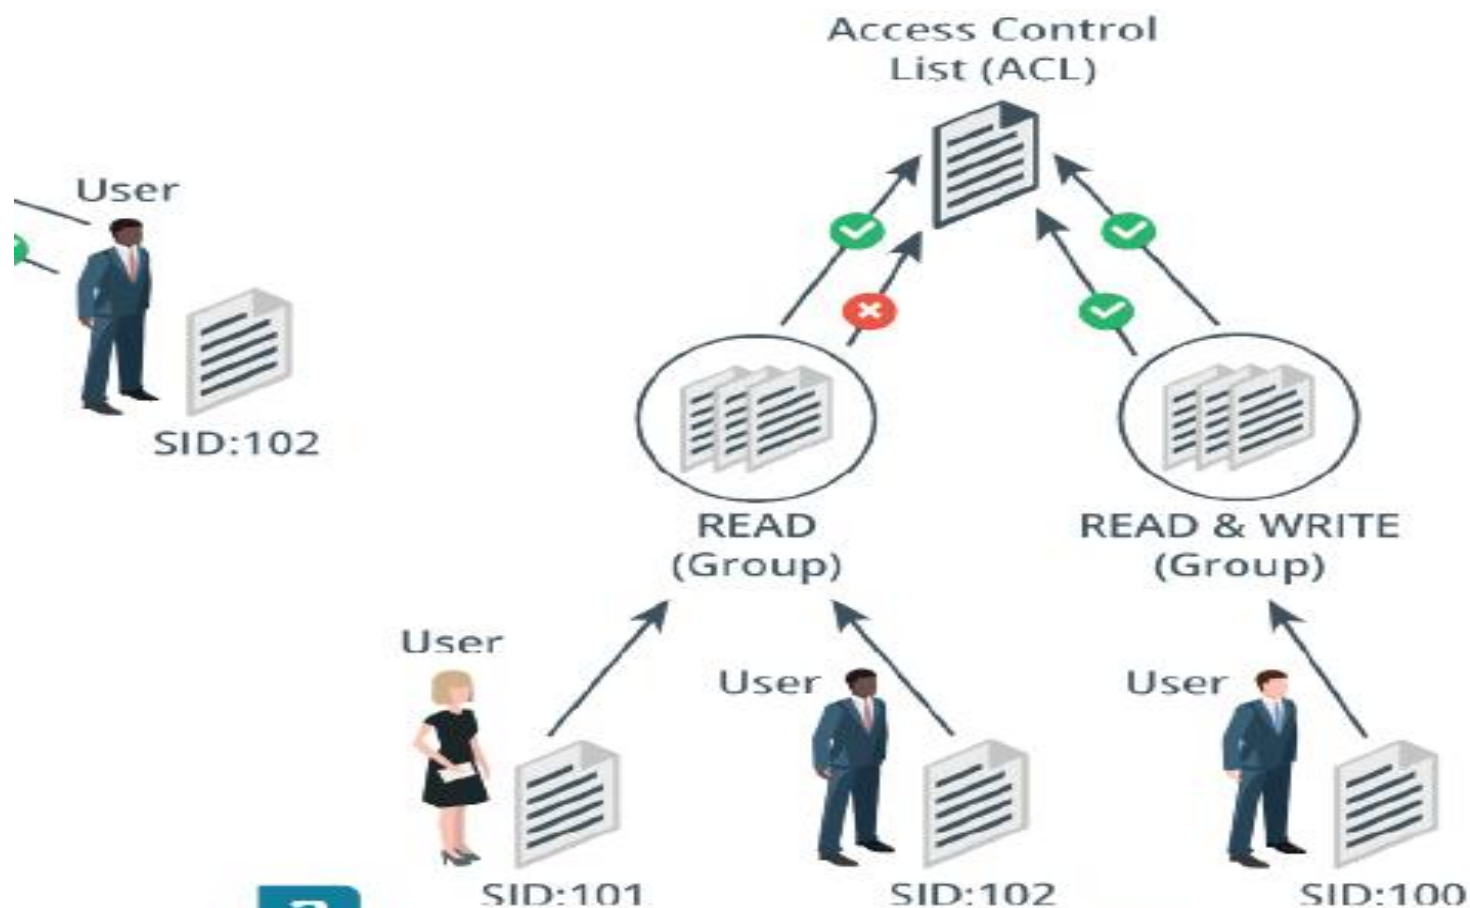 Access Control
List (ACL)
User
SID:102
READ
(Group)
READ & WRITE
(Group)
User
User
User
SID:101
SID:102
SID:100